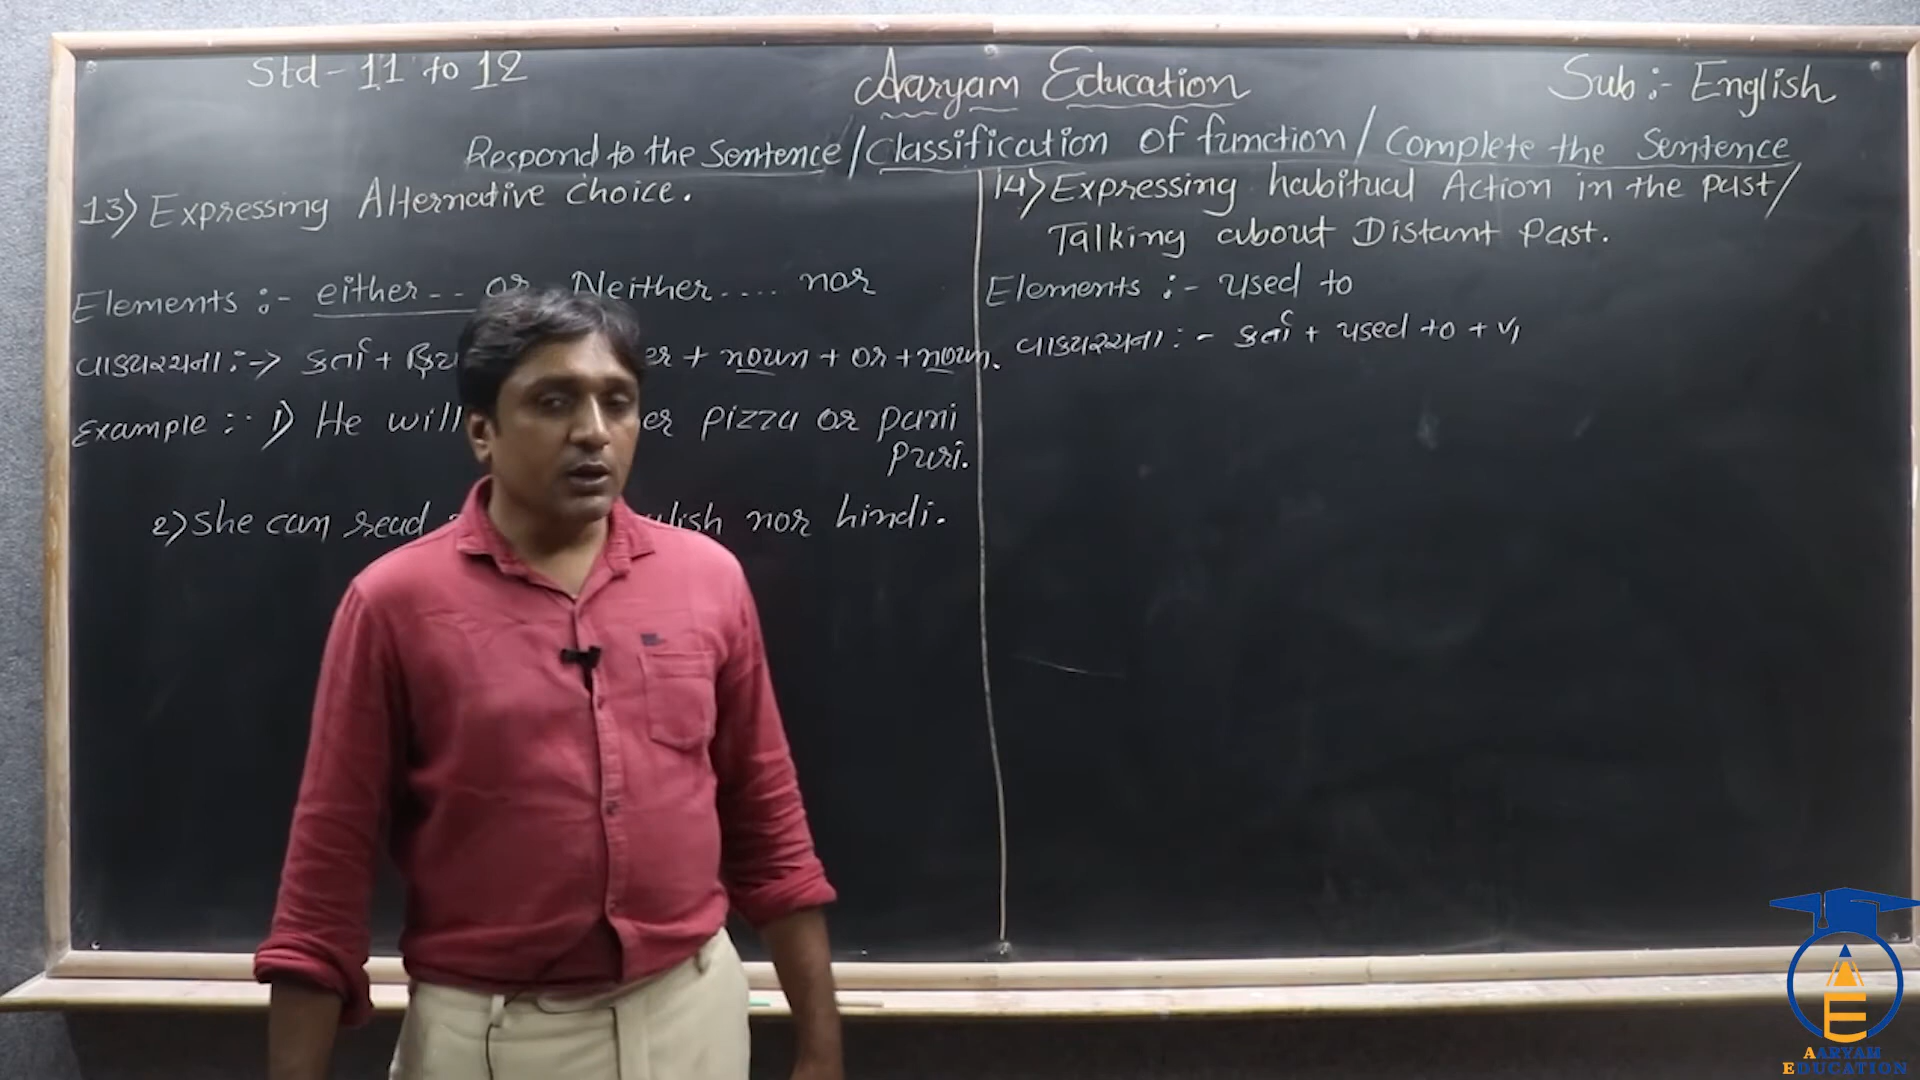 Std - 11 to 12
Aaryam Education
Sub :- English
Respond to the Sentence / Classification of function / Complete the Sentence
13) Expressing Alternative choice.
Elements :- either -- or Neither .... nor
વાક્યરચના :-> કર્તા + er + noun + or + noun.
Example :- 1) He will er pizza or pani
Puri.
2) She can read glish nor hindi.
14) Expressing habitual Action in the past /
Talking about Distant Past.
Elements :- used to
વાક્યરચના :- કર્તા + used to + V1
AARYAM
EDUCATION